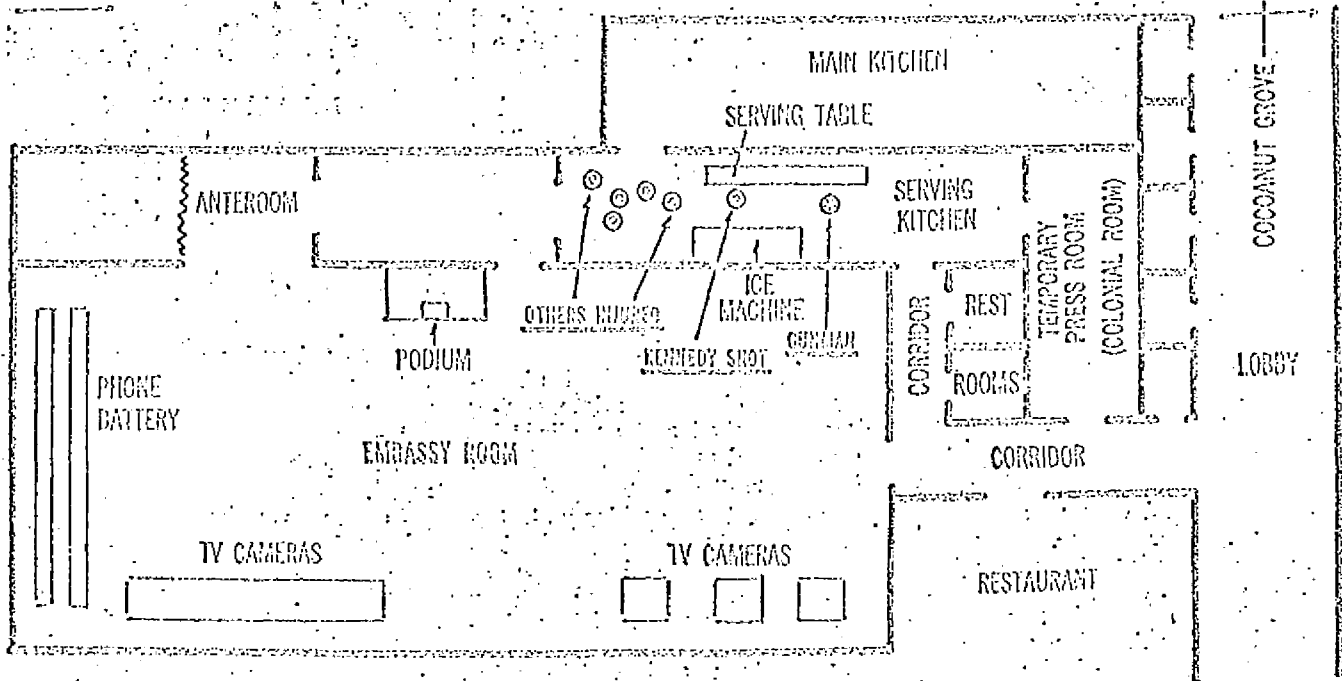 MAIN KITCHEN
SERVING TABLE
ANTEROOM
SERVING
KITCHEN
TEMPORARY
PRESS ROOM
(COLONIAL ROOM)
COCOANUT GROVE
ICE
MACHINE
OTHERS INJURED
KENNEDY SHOT
GUNMAN
PODIUM
CORRIDOR
REST
ROOMS
LOBBY
PHONE
BATTERY
EMBASSY ROOM
CORRIDOR
TV CAMERAS
TV CAMERAS
RESTAURANT